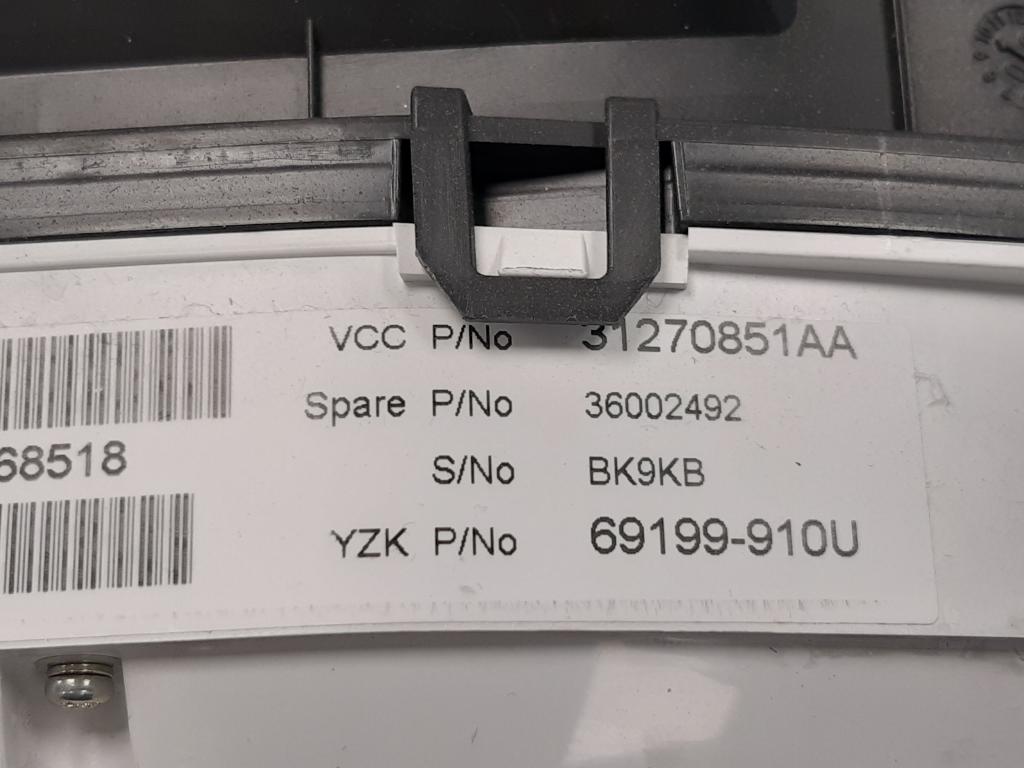 VCC P/No 31270851AA
Spare P/No 36002492
68518
S/No BK9KB
YZK P/No 69199-910U